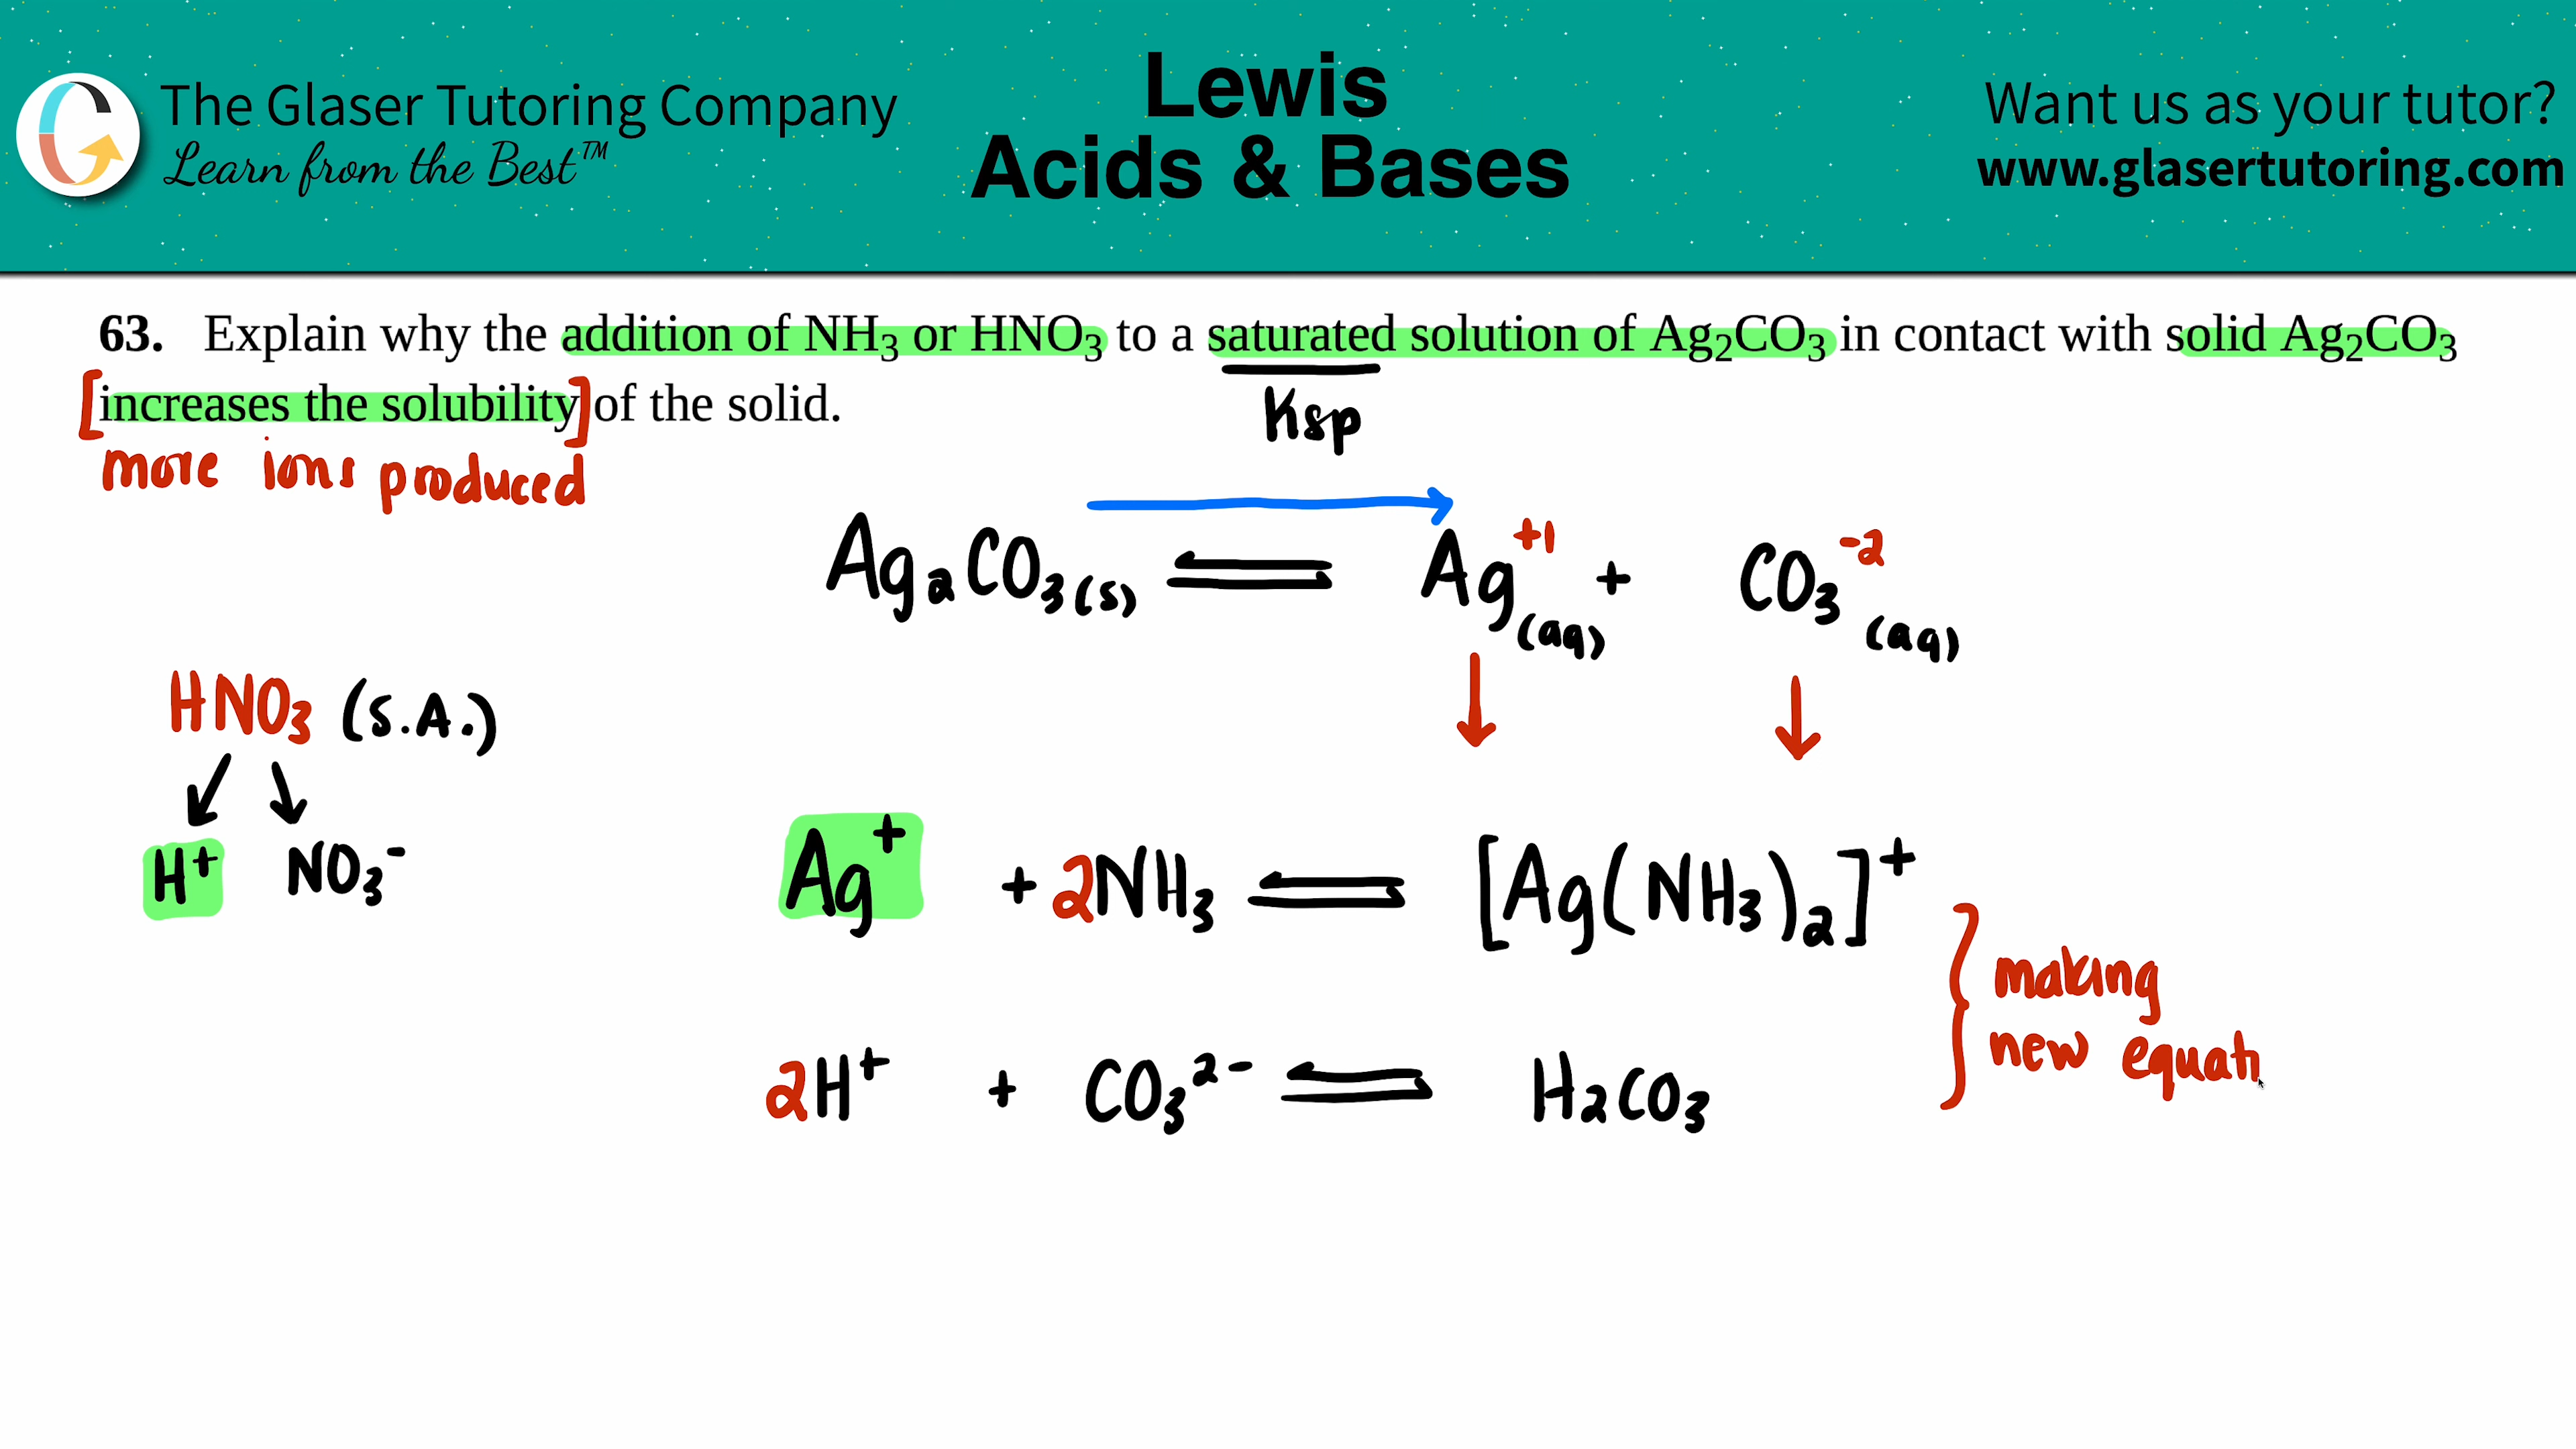 The Glaser Tutoring Company
Learn from the Best™
Lewis
Acids & Bases
Want us as your tutor?
www.glasertutoring.com
63. Explain why the addition of NH₃ or HNO₃ to a saturated solution of Ag₂CO₃ in contact with solid Ag₂CO₃
[increases the solubility] of the solid.
Ksp
more ions produced
Ag₂CO₃(s) ⇌ Ag⁺¹(aq) + CO₃⁻²(aq)
HNO₃ (S.A.)
H⁺ NO₃⁻
Ag⁺ + 2NH₃ ⇌ [Ag(NH₃)₂]⁺
2H⁺ + CO₃²⁻ ⇌ H₂CO₃
making
new equati